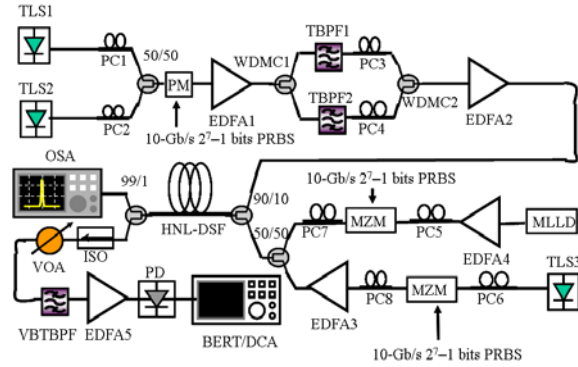 TLS1
TBPF1
50/50
WDMC1
PC1
PC3
PM
TLS2
TBPF2
WDMC2
PC2
EDFA1
PC4
EDFA2
10-Gb/s 2⁷–1 bits PRBS
OSA
10-Gb/s 2⁷–1 bits PRBS
99/1
90/10
HNL-DSF
50/50
PC7
MZM
PC5
MLLD
EDFA4
TLS3
VOA
ISO
PD
PC8
MZM
PC6
EDFA3
VBTBPF
EDFA5
BERT/DCA
10-Gb/s 2⁷–1 bits PRBS